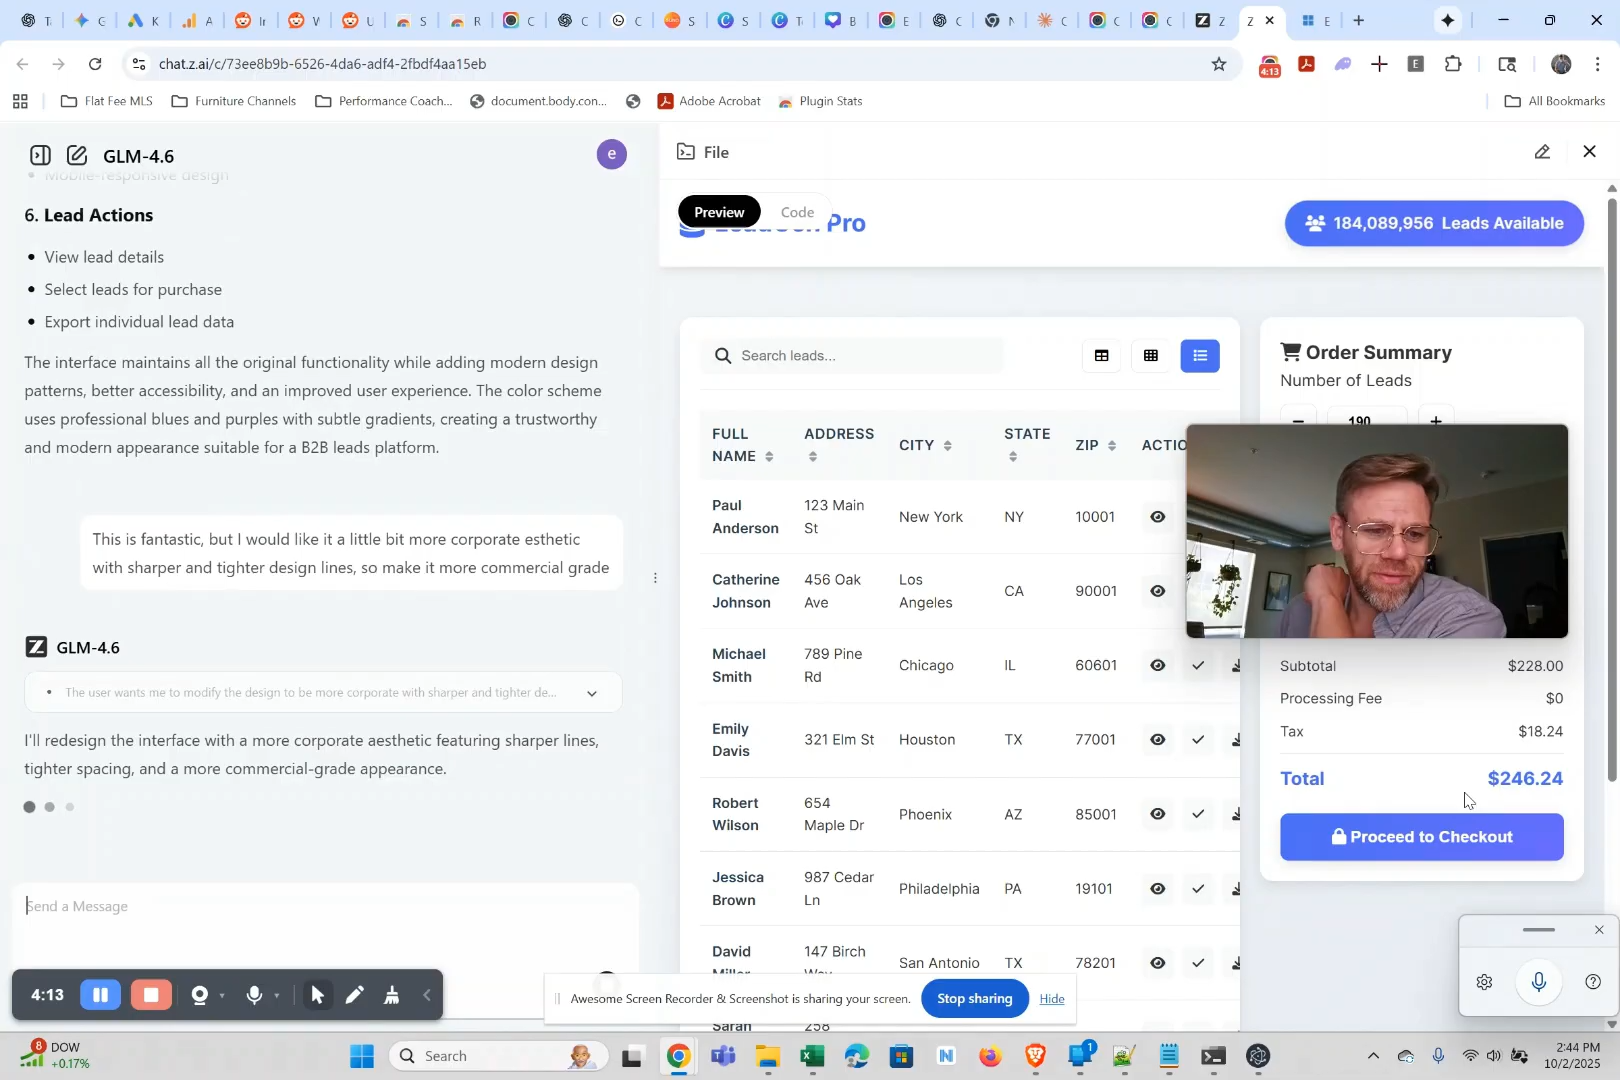 chat.z.ai/c/73ee8b9b-6526-4da6-adf4-2fbdf4aa15eb
4:13
Flat Fee MLS
Furniture Channels
Performance Coach...
document.body.con...
Adobe Acrobat
Plugin Stats
All Bookmarks
GLM-4.6
e
Mobile-responsive design
6. Lead Actions
View lead details
Select leads for purchase
Export individual lead data
The interface maintains all the original functionality while adding modern design
patterns, better accessibility, and an improved user experience. The color scheme
uses professional blues and purples with subtle gradients, creating a trustworthy
and modern appearance suitable for a B2B leads platform.
This is fantastic, but I would like it a little bit more corporate esthetic
with sharper and tighter design lines, so make it more commercial grade
GLM-4.6
The user wants me to modify the design to be more corporate with sharper and tighter de...
I'll redesign the interface with a more corporate aesthetic featuring sharper lines,
tighter spacing, and a more commercial-grade appearance.
Send a Message
File
Preview
Code
Pro
184,089,956 Leads Available
Search leads...
FULL NAME
ADDRESS
CITY
STATE
ZIP
Paul Anderson
123 Main St
New York
NY
10001
Catherine Johnson
456 Oak Ave
Los Angeles
CA
90001
Michael Smith
789 Pine Rd
Chicago
IL
60601
Emily Davis
321 Elm St
Houston
TX
77001
Robert Wilson
654 Maple Dr
Phoenix
AZ
85001
Jessica Brown
987 Cedar Ln
Philadelphia
PA
19101
David
147 Birch
San Antonio
TX
78201
Order Summary
Number of Leads
190
Subtotal
$228.00
Processing Fee
$0
Tax
$18.24
Total
$246.24
Proceed to Checkout
4:13
Awesome Screen Recorder & Screenshot is sharing your screen.
Stop sharing
Hide
8
DOW
+0.17%
Search
1
2:44 PM
10/2/2025